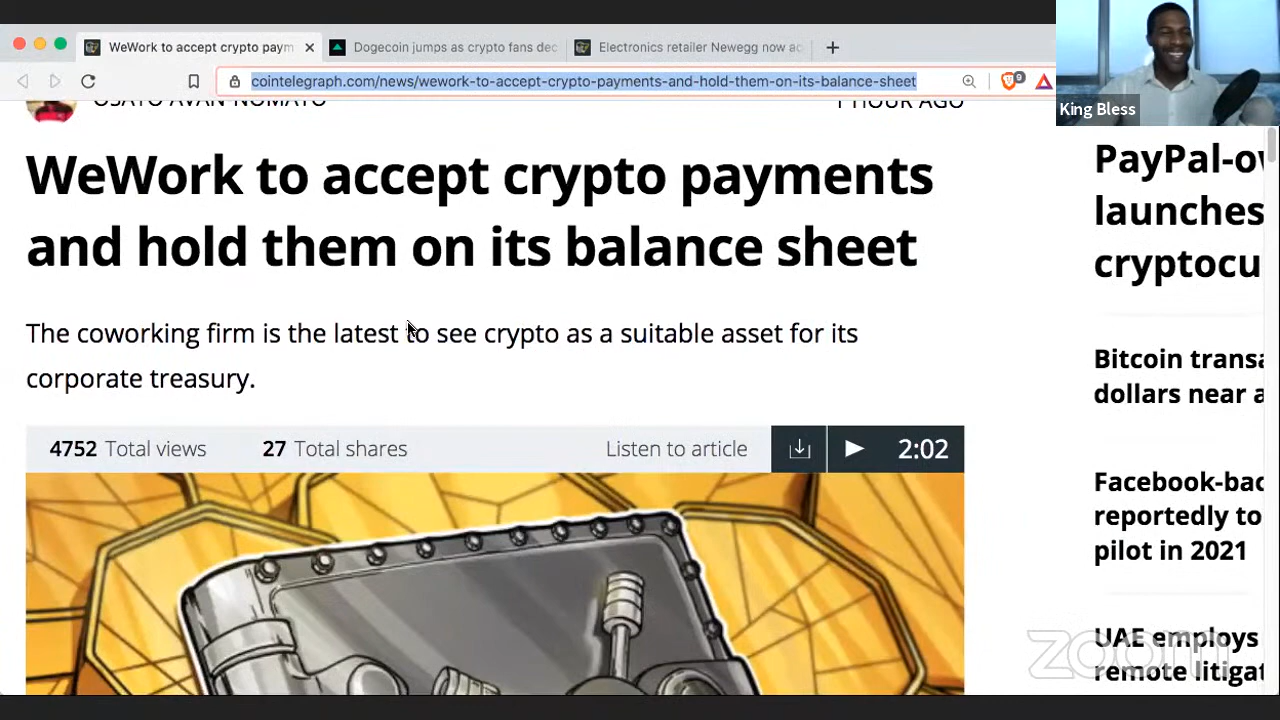 WeWork to accept crypto paym
Dogecoin jumps as crypto fans dec
Electronics retailer Newegg now ac
cointelegraph.com/news/wework-to-accept-crypto-payments-and-hold-them-on-its-balance-sheet
9
King Bless
1 HOUR AGO
WeWork to accept crypto payments
and hold them on its balance sheet
The coworking firm is the latest to see crypto as a suitable asset for its
corporate treasury.
4752 Total views
27 Total shares
Listen to article
2:02
PayPal-ow
launches
cryptocu
Bitcoin transa
dollars near a
Facebook-bac
reportedly to
pilot in 2021
UAE employs
remote litigat
zoom